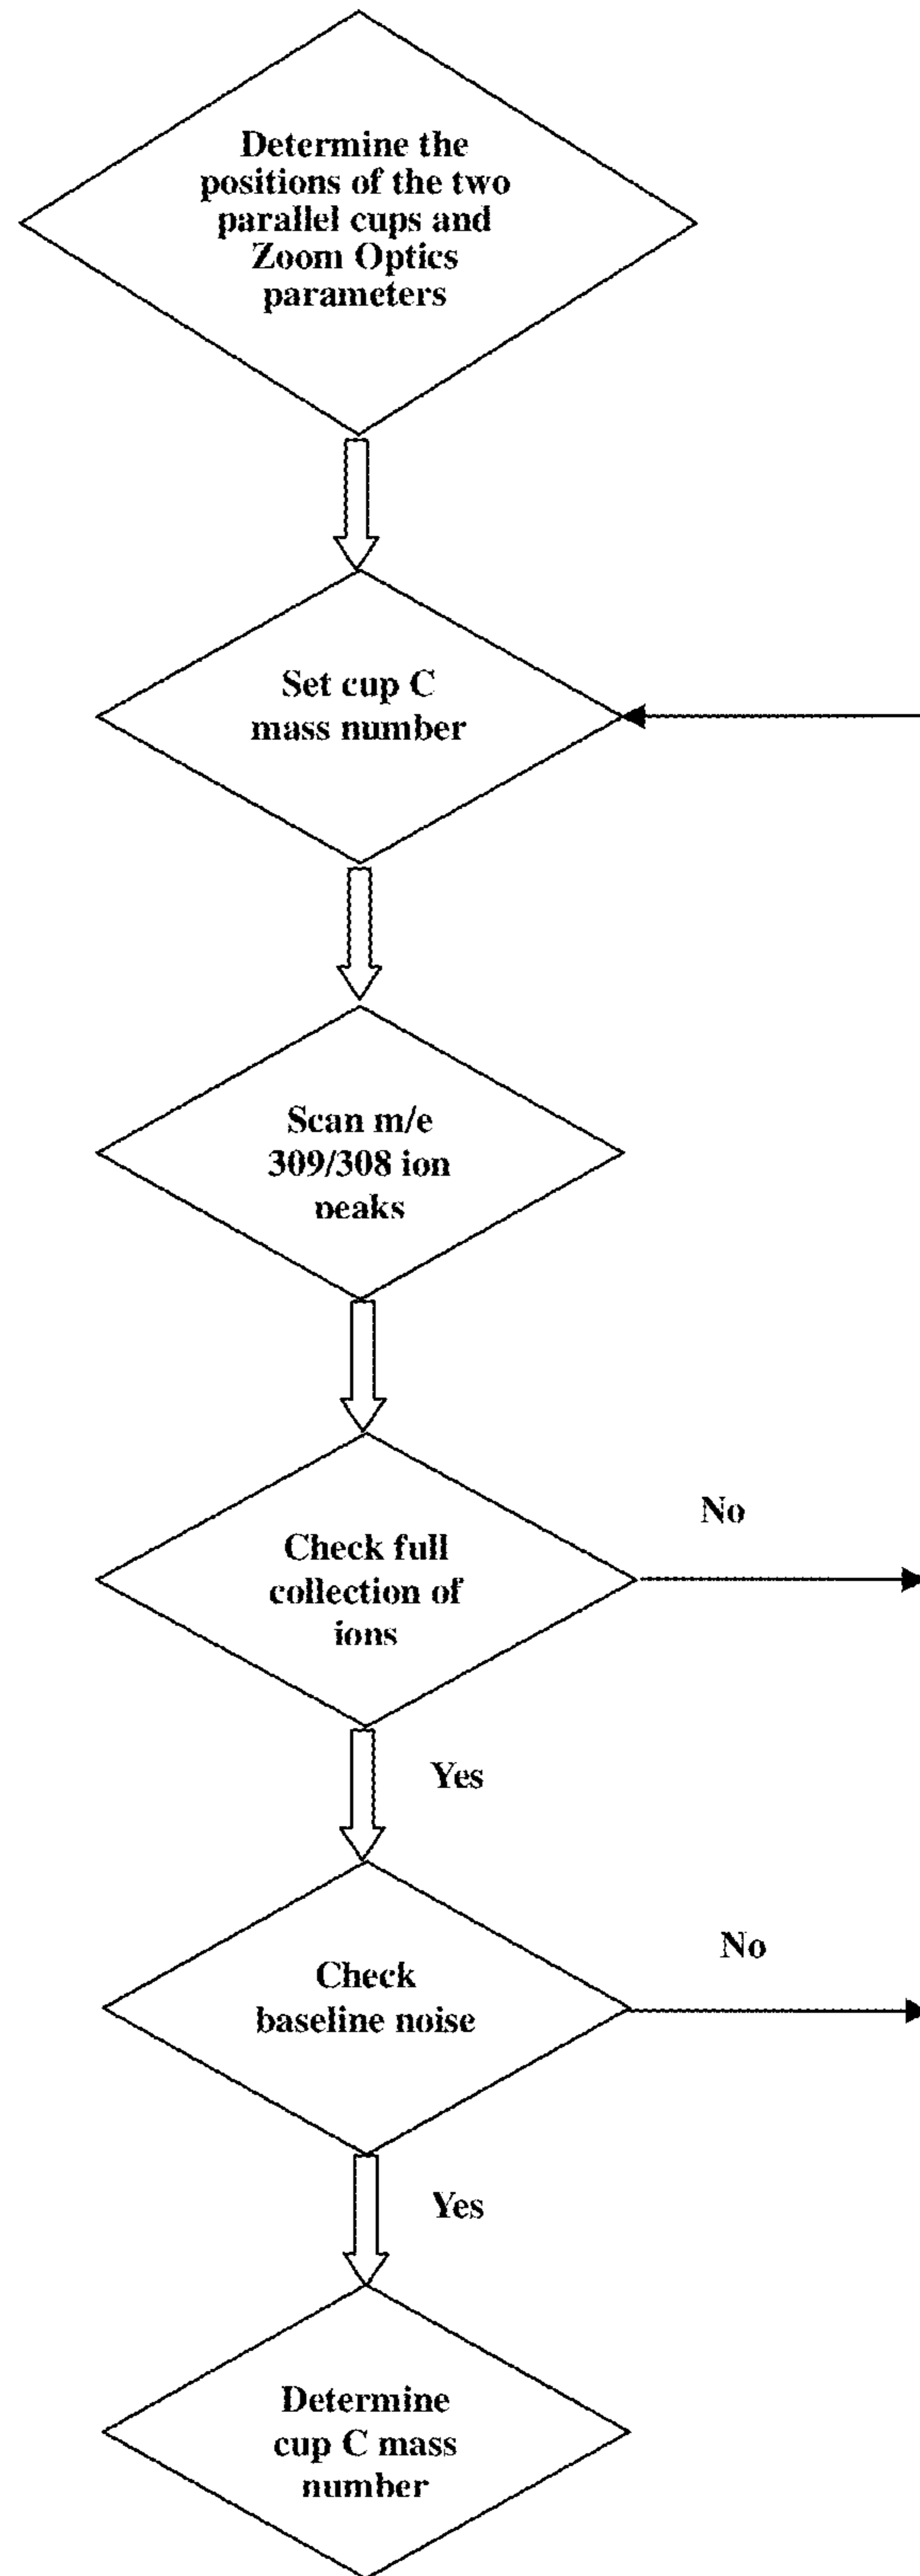 Determine the
positions of the two
parallel cups and
Zoom Optics
parameters
Set cup C
mass number
Scan m/e
309/308 ion
peaks
Check full
collection of
ions
No
Yes
Check
baseline noise
No
Yes
Determine
cup C mass
number